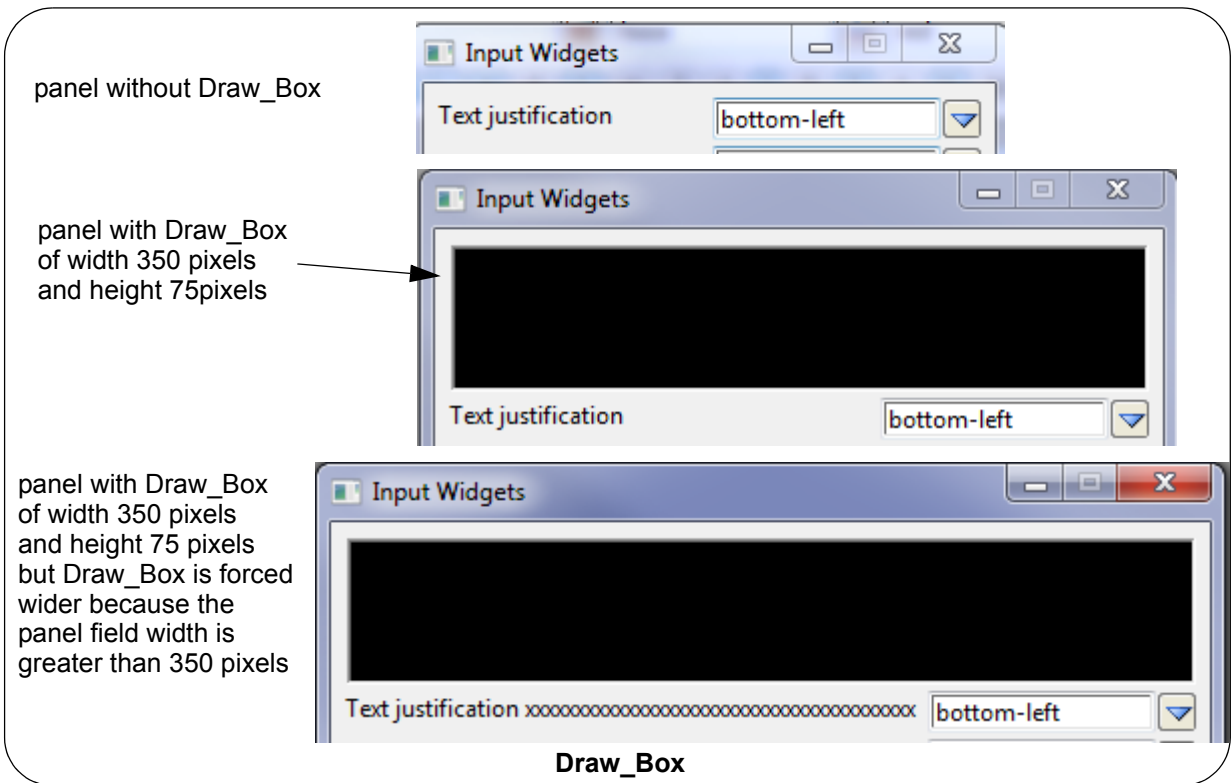 Input Widgets
panel without Draw_Box
Text justification
bottom-left
Input Widgets
panel with Draw_Box
of width 350 pixels
and height 75pixels
Text justification
bottom-left
panel with Draw_Box
of width 350 pixels
and height 75 pixels
but Draw_Box is forced
wider because the
panel field width is
greater than 350 pixels
Input Widgets
Text justification xxxxxxxxxxxxxxxxxxxxxxxxxxxxxxxxxxxxxxxx
bottom-left
Draw_Box